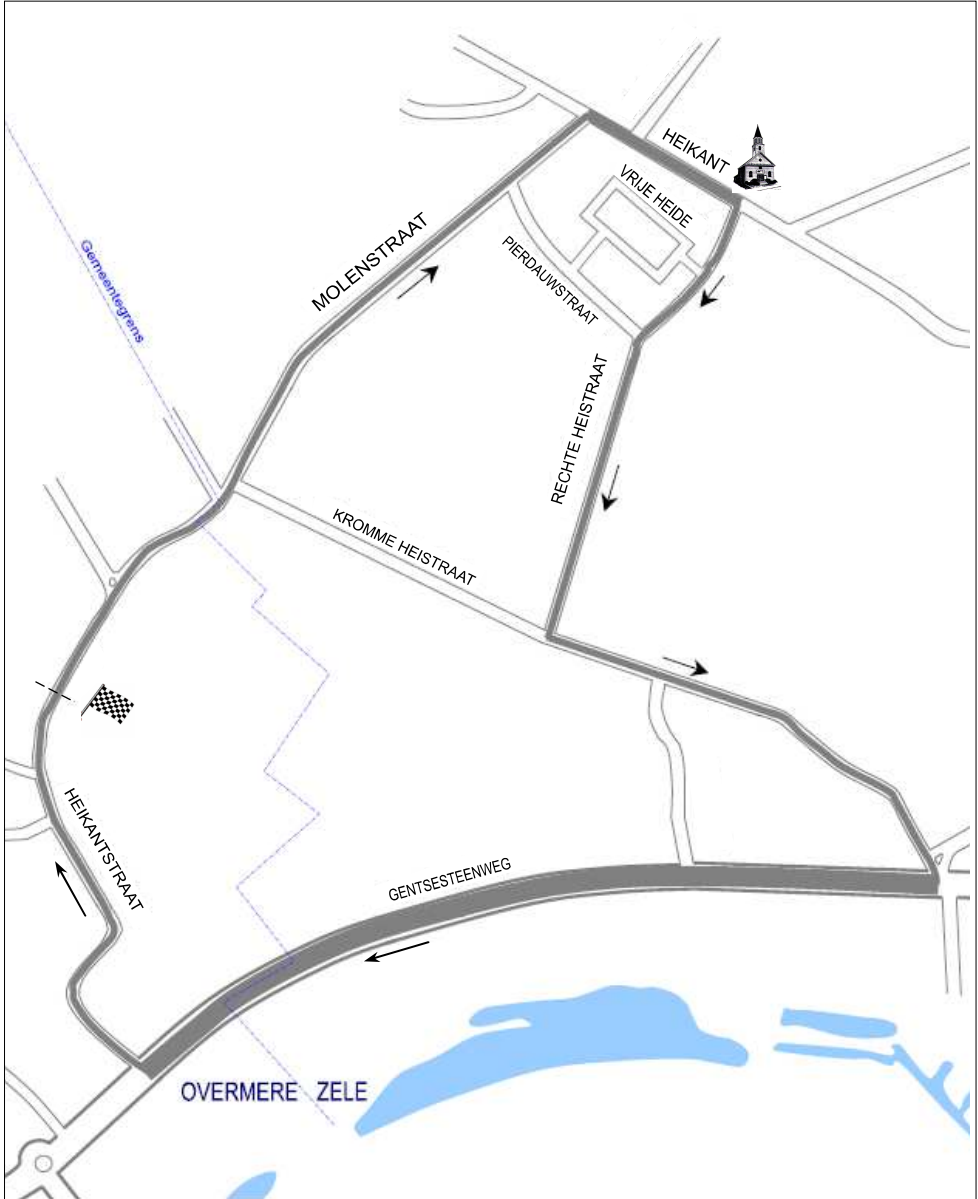 HEIKANT
VRIJE HEIDE
MOLENSTRAAT
PIERDAUWSTRAAT
Gemeentegrens
RECHTE HEISTRAAT
KROMME HEISTRAAT
HEIKANTSTRAAT
GENTSESTEENWEG
OVERMERE ZELE